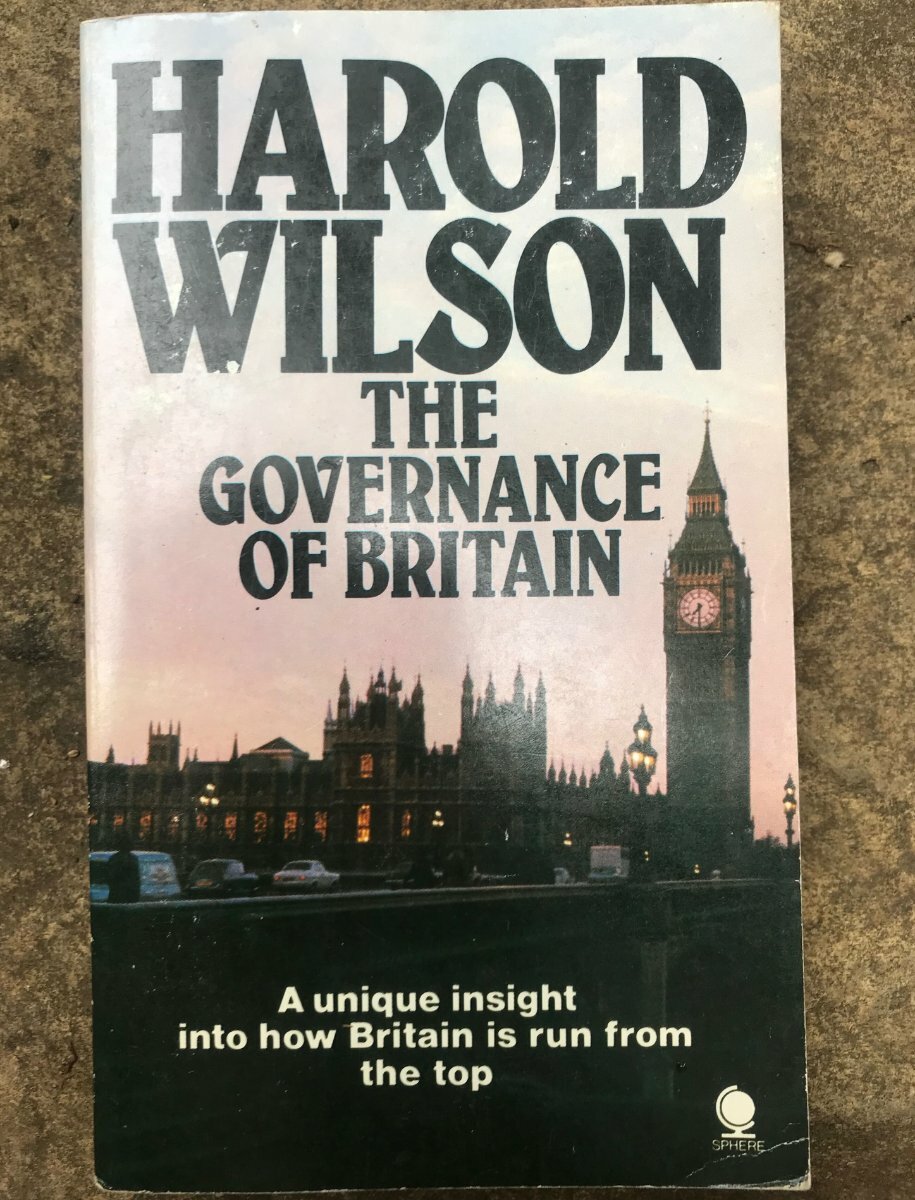 HAROLD
WILSON
THE
GOVERNANCE
OF BRITAIN
A unique insight
into how Britain is run from
the top
SPHERE